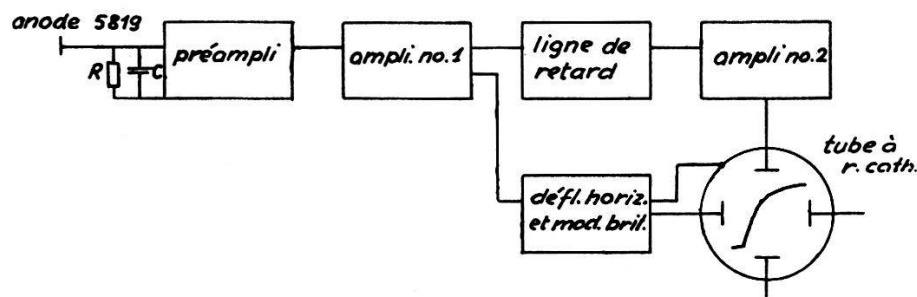 anode 5819
R
C
préampli
ampli. no. 1
ligne de
retard
ampli no. 2
tube à
r. cath.
défl. horiz.
et mod. bril.